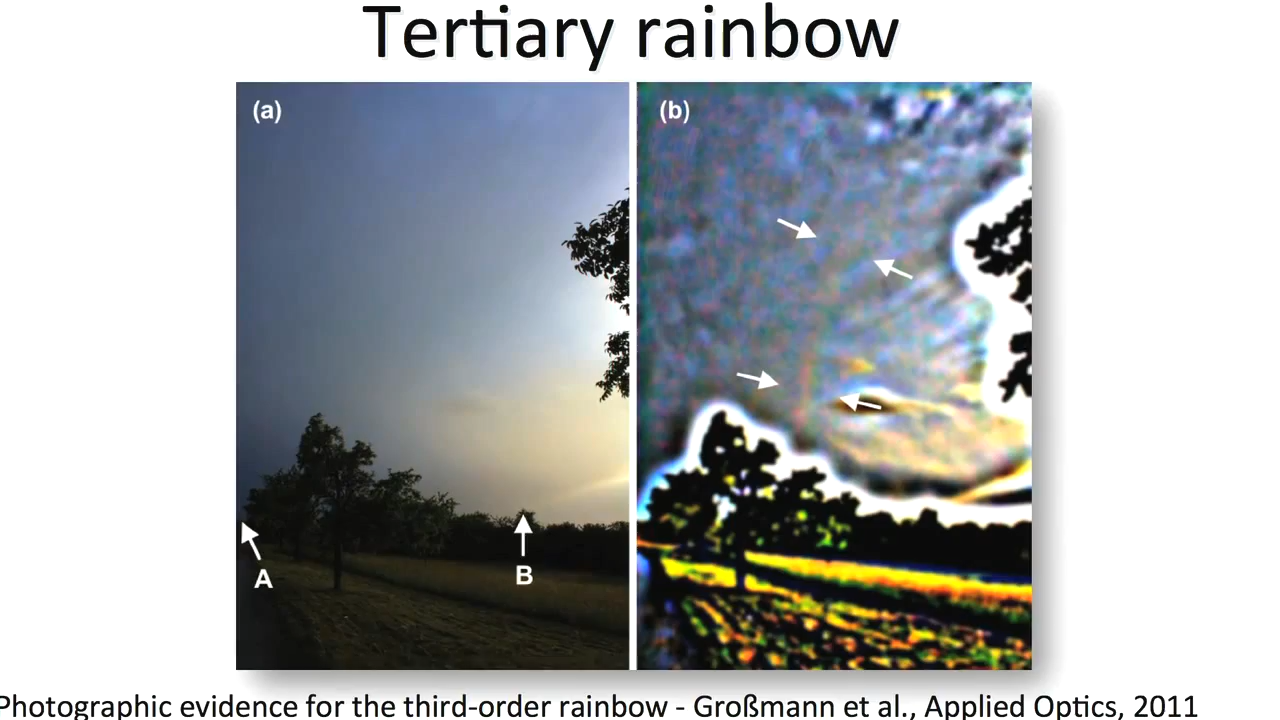 Tertiary rainbow
(a)
(b)
A
B
Photographic evidence for the third-order rainbow - Großmann et al., Applied Optics, 2011